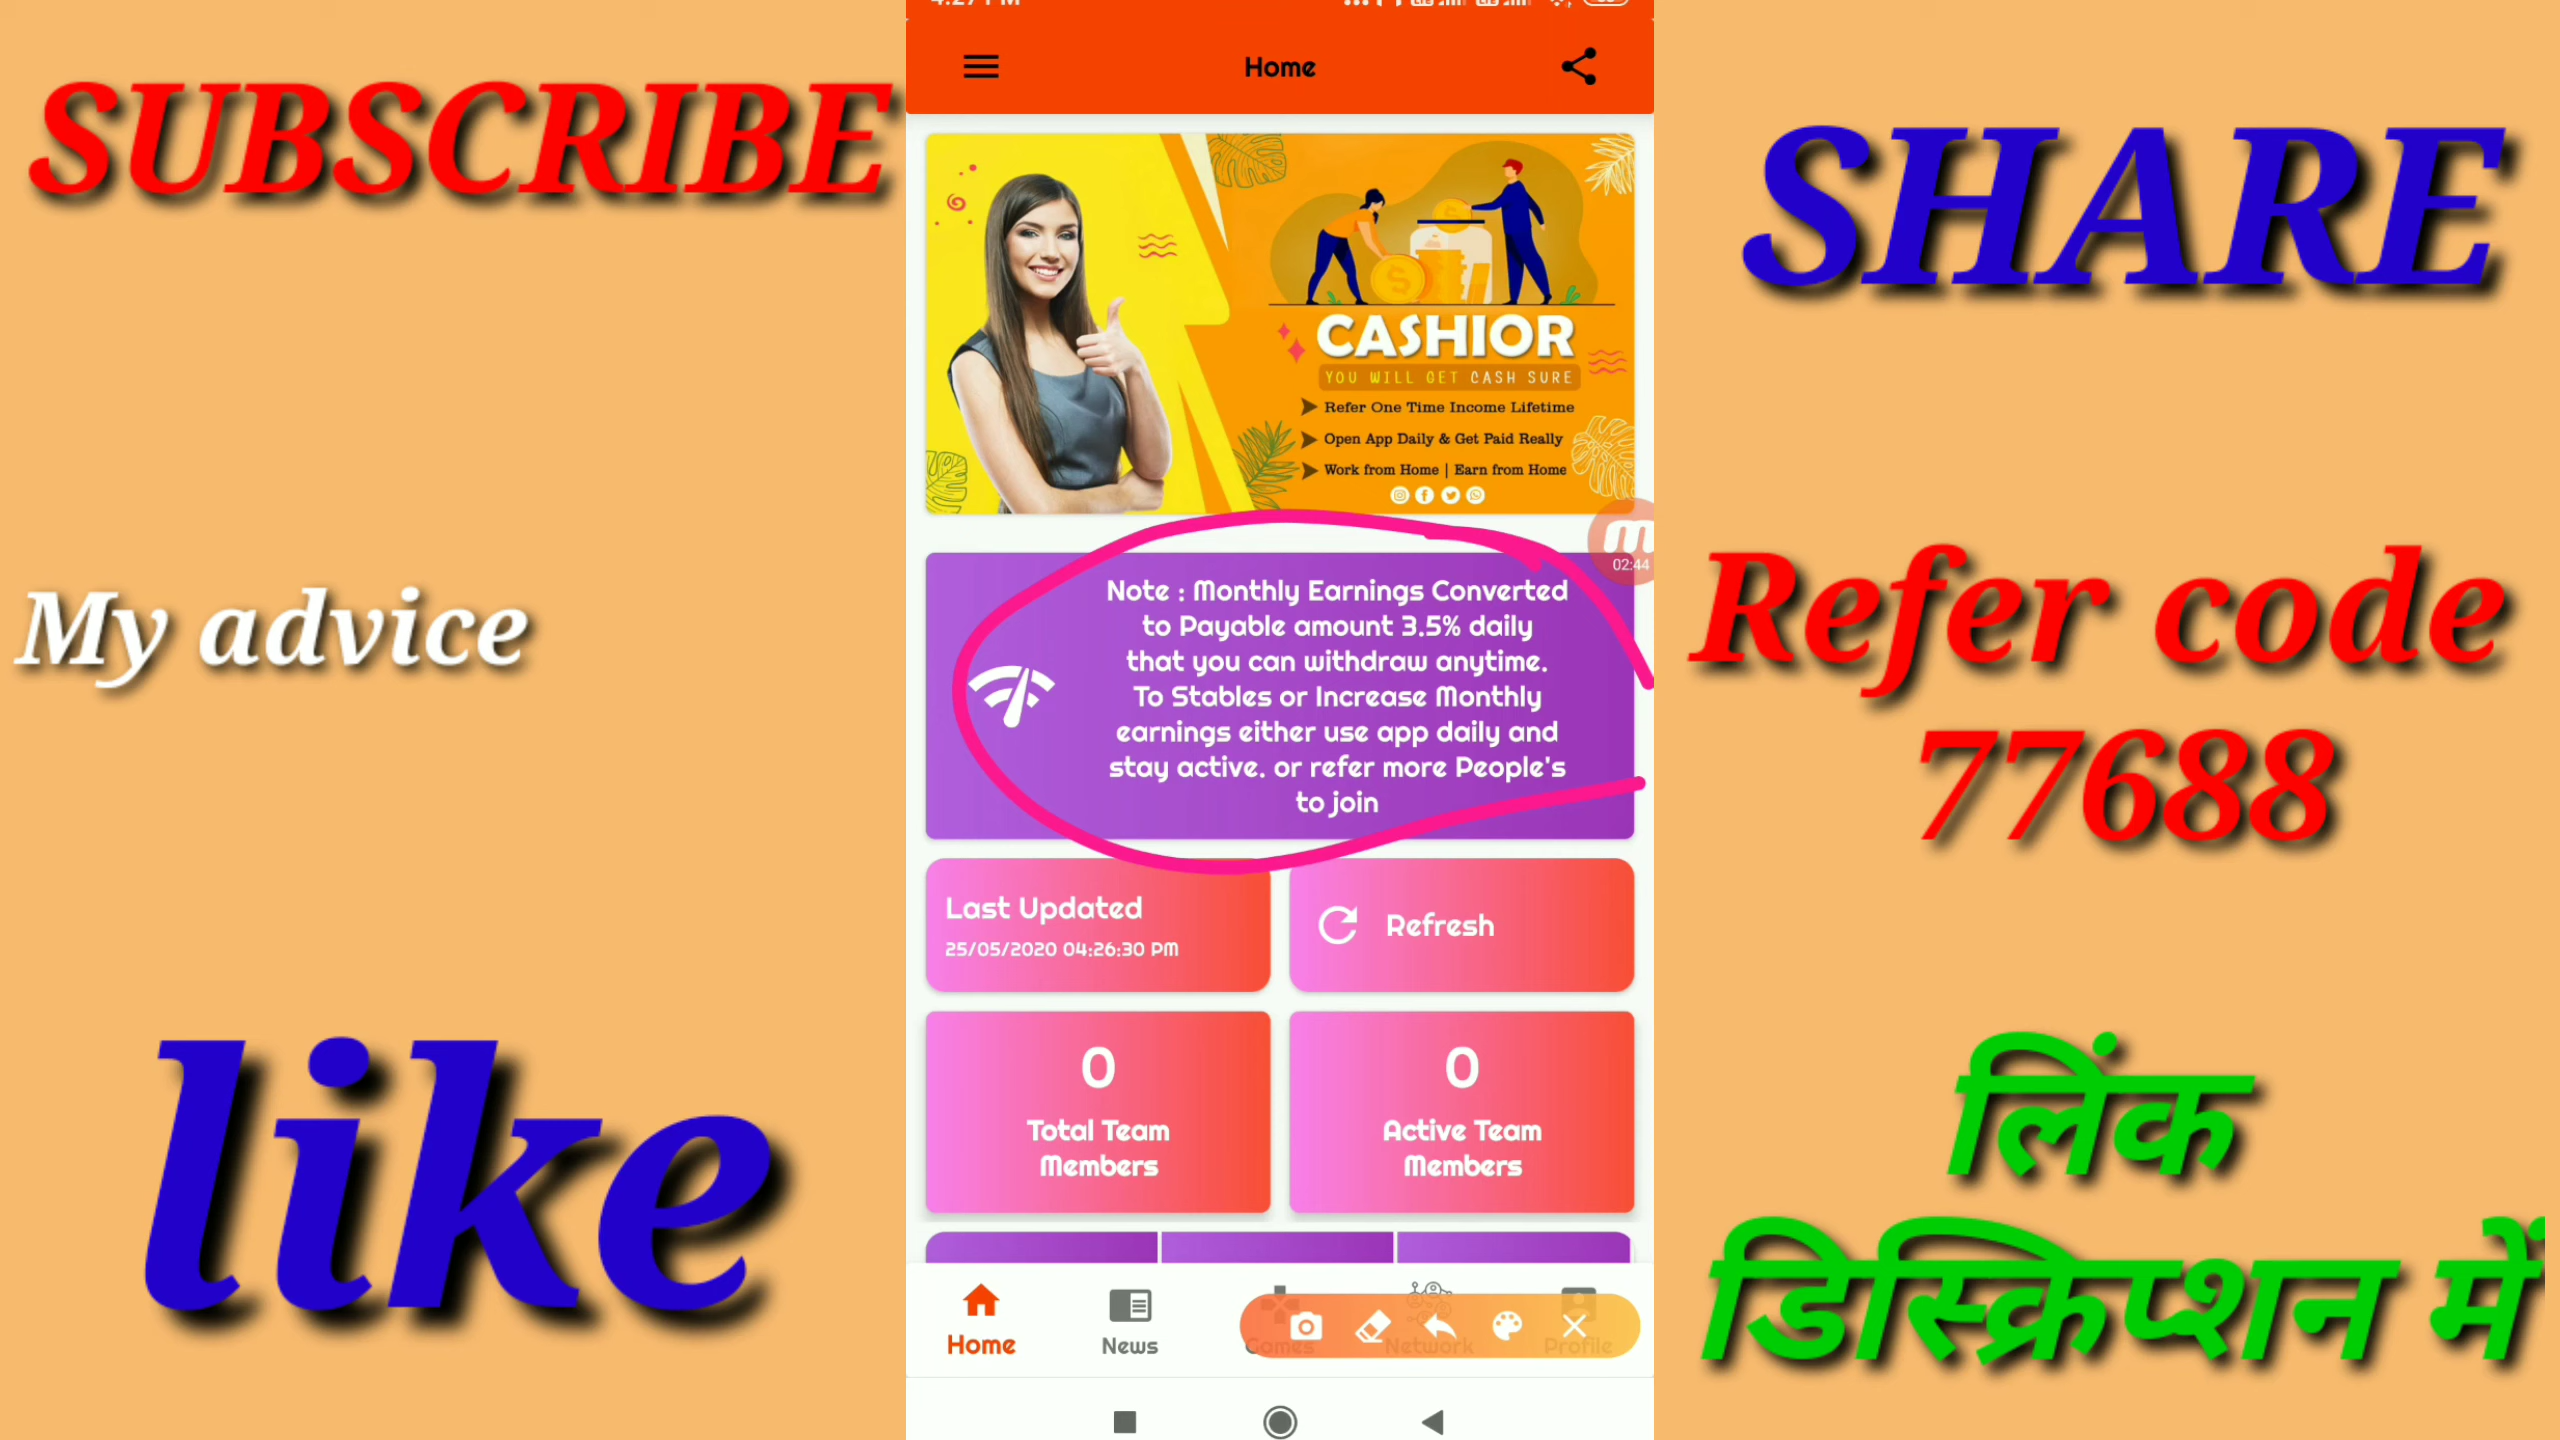 SUBSCRIBE
My advice
like
Home
CASHIOR
YOU WILL GET CASH SURE
Refer One Time Income Lifetime
Open App Daily & Get Paid Really
Work from Home | Earn from Home
02:44
Note : Monthly Earnings Converted
to Payable amount 3.5% daily
that you can withdraw anytime.
To Stables or Increase Monthly
earnings either use app daily and
stay active. or refer more People's
to join
Last Updated
25/05/2020 04:26:30 PM
Refresh
0
Total Team
Members
0
Active Team
Members
Home
News
Games
Network
Profile
SHARE
Refer code
77688
लिंक
डिस्क्रिप्शन में